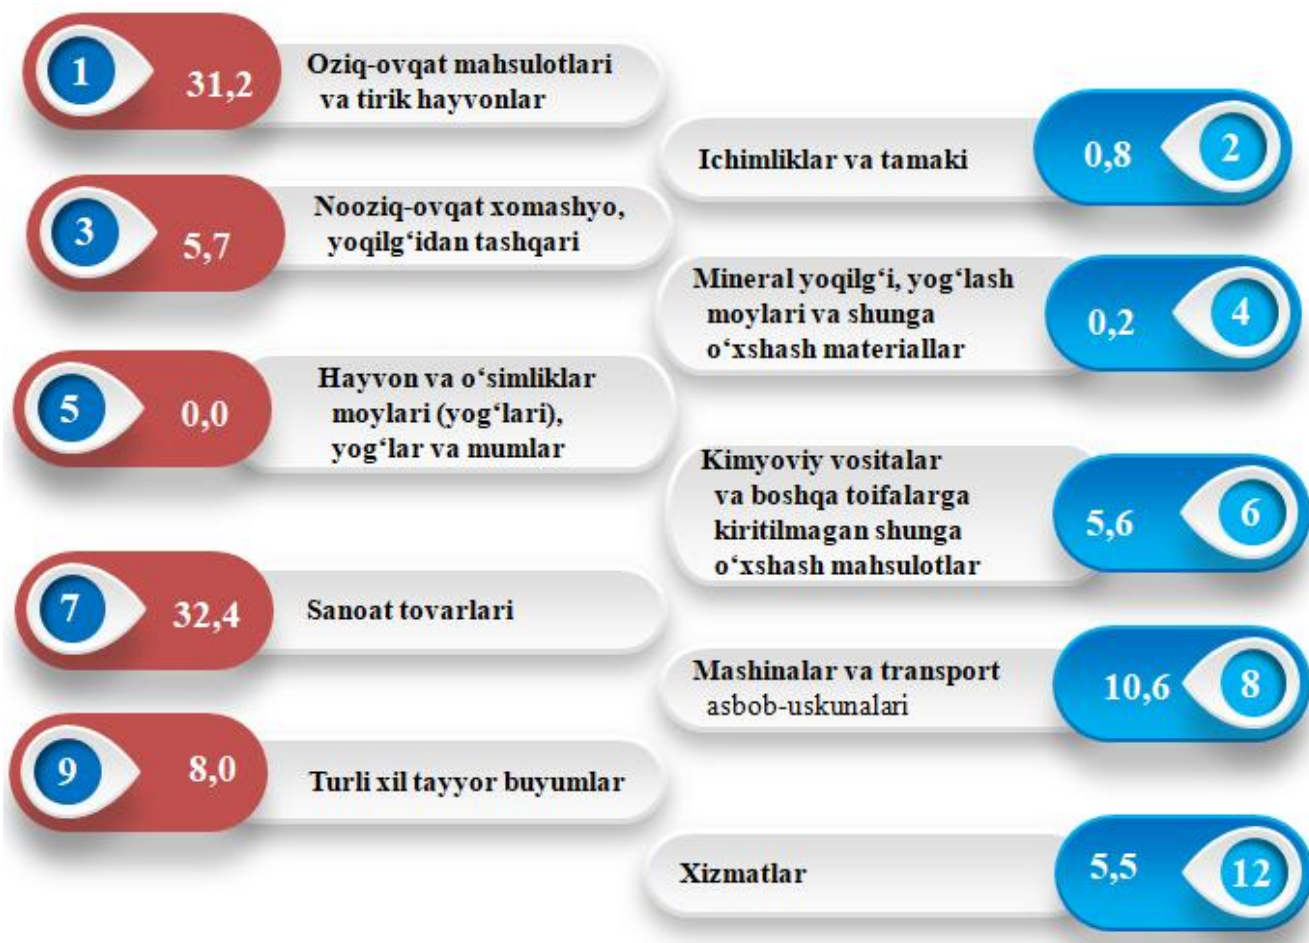 1
31,2
Oziq-ovqat mahsulotlari
va tirik hayvonlar
Ichimliklar va tamaki
0,8
2
3
5,7
Nooziq-ovqat xomashyo,
yoqilg‘idan tashqari
Mineral yoqilg‘i, yog‘lash
moylari va shunga
o‘xshash materiallar
0,2
4
5
0,0
Hayvon va o‘simliklar
moylari (yog‘lari),
yog‘lar va mumlar
Kimyoviy vositalar
va boshqa toifalarga
kiritilmagan shunga
o‘xshash mahsulotlar
5,6
6
7
32,4
Sanoat tovarlari
Mashinalar va transport
asbob-uskunalari
10,6
8
9
8,0
Turli xil tayyor buyumlar
Xizmatlar
5,5
12